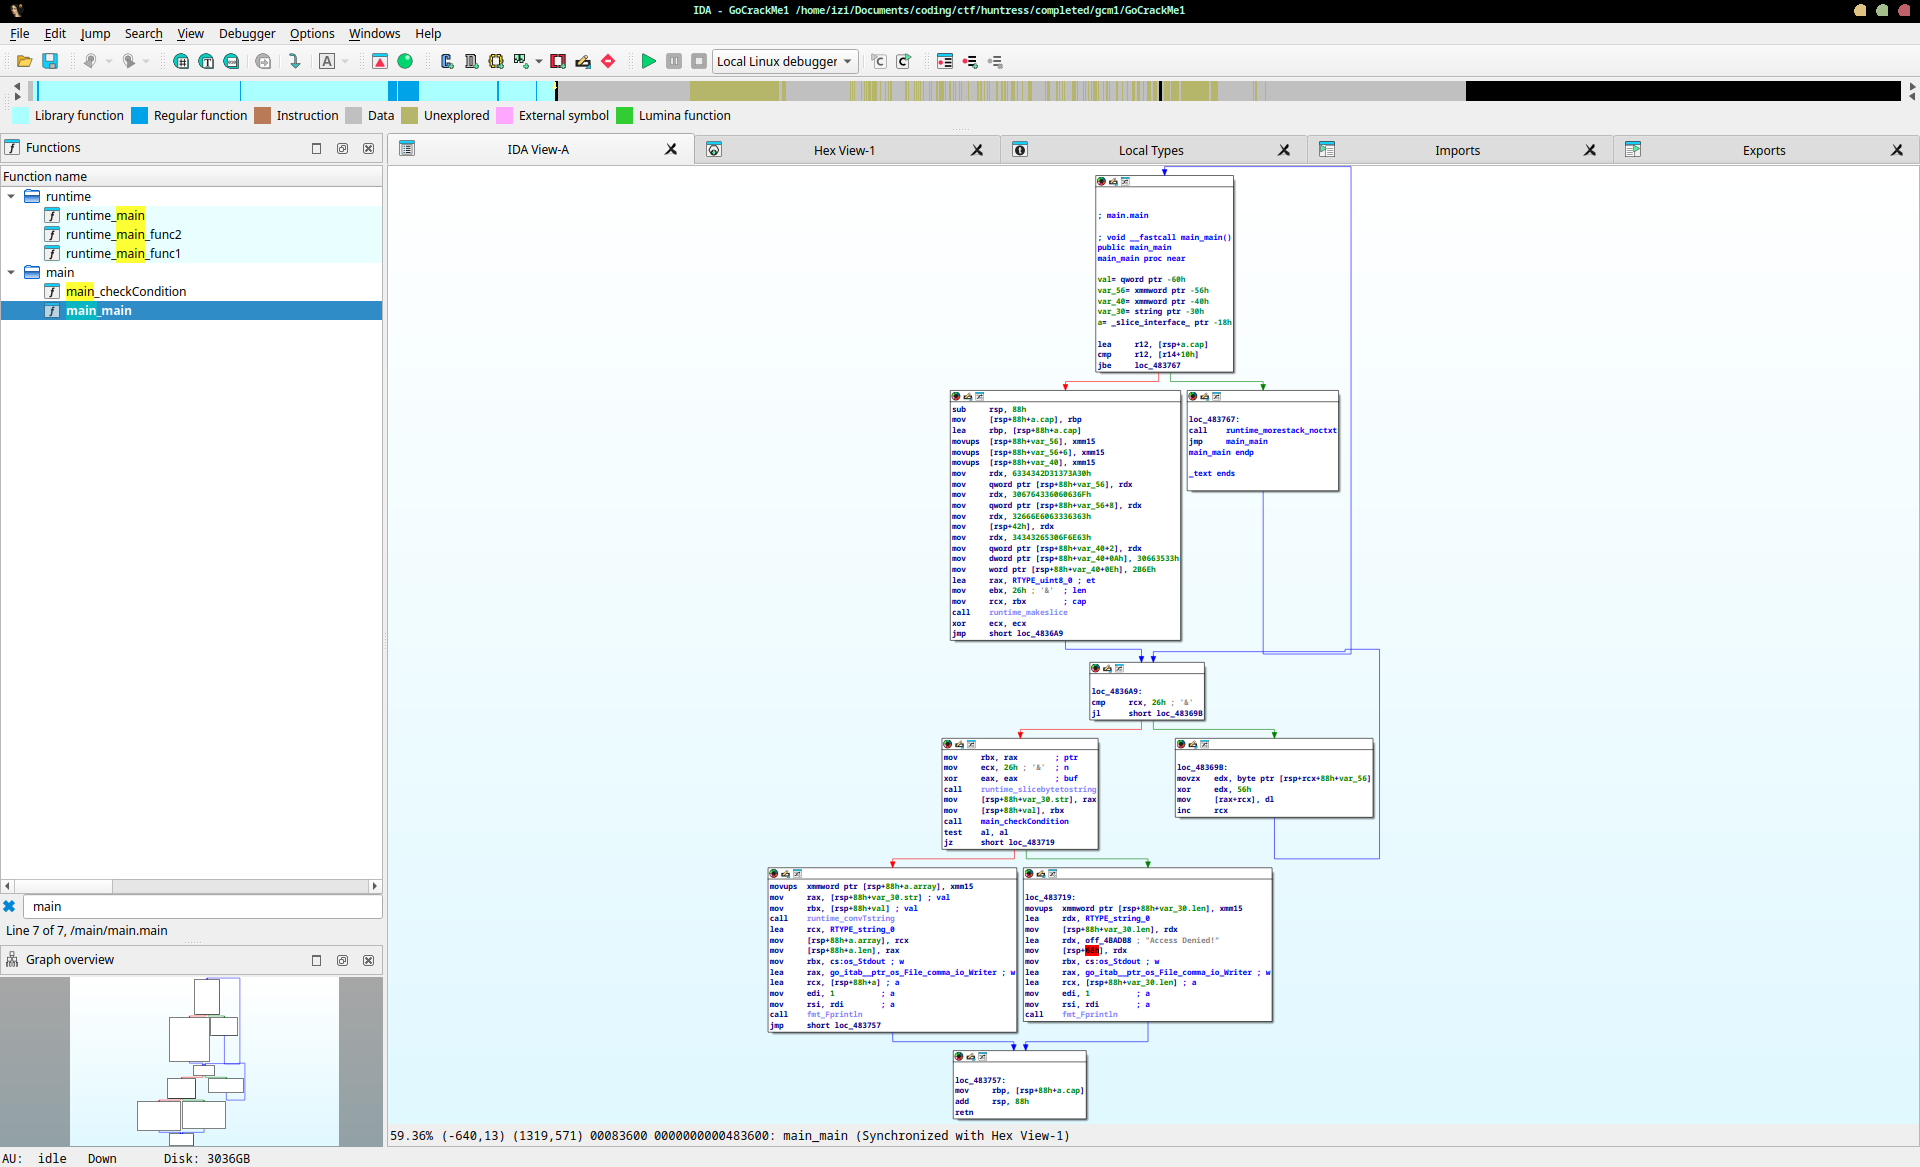 IDA - GoCrackMe1 /home/izi/Documents/coding/ctf/huntress/completed/gcm1/GoCrackMe1
File Edit Jump Search View Debugger Options Windows Help
Local Linux debugger
Library function Regular function Instruction Data Unexplored External symbol Lumina function
Functions
Function name
runtime
runtime_main
runtime_main_func2
runtime_main_func1
main
main_checkCondition
main_main
main
Line 7 of 7, /main/main.main
Graph overview
IDA View-A
Hex View-1
Local Types
Imports
Exports
; main.main
; void __fastcall main_main()
public main_main
main_main proc near
val= qword ptr -60h
var_56= xmmword ptr -56h
var_40= xmmword ptr -40h
var_30= string ptr -30h
a= _slice_interface_ ptr -18h
lea r12, [rsp+a.cap]
cmp r12, [r14+10h]
jbe loc_483767
sub rsp, 88h
mov [rsp+88h+a.cap], rbp
lea rbp, [rsp+88h+a.cap]
movups [rsp+88h+var_56], xmm15
movups [rsp+88h+var_56+6], xmm15
movups [rsp+88h+var_40], xmm15
mov rdx, 6334342D31373A30h
mov qword ptr [rsp+88h+var_56], rdx
mov rdx, 306764336060636Fh
mov qword ptr [rsp+88h+var_56+8], rdx
mov rdx, 32666E6063336363h
mov [rsp+42h], rdx
mov rdx, 34343265306F6E63h
mov qword ptr [rsp+88h+var_40+2], rdx
mov dword ptr [rsp+88h+var_40+0Ah], 30663533h
mov word ptr [rsp+88h+var_40+0Eh], 2B6Eh
lea rax, RTYPE_uint8_0 ; et
mov ebx, 26h ; '&' ; len
mov rcx, rbx ; cap
call runtime_makeslice
xor ecx, ecx
jmp short loc_4836A9
loc_483767:
call runtime_morestack_noctxt
jmp main_main
main_main endp
_text ends
loc_4836A9:
cmp rcx, 26h ; '&'
jl short loc_48369B
mov rbx, rax ; ptr
mov ecx, 26h ; '&' ; n
xor eax, eax ; buf
call runtime_slicebytetostring
mov [rsp+88h+var_30.str], rax
mov [rsp+88h+val], rbx
call main_checkCondition
test al, al
jz short loc_483719
loc_48369B:
movzx edx, byte ptr [rsp+rcx+88h+var_56]
xor edx, 56h
mov [rax+rcx], dl
inc rcx
movups xmmword ptr [rsp+88h+a.array], xmm15
mov rax, [rsp+88h+var_30.str] ; val
mov rbx, [rsp+88h+val] ; val
call runtime_convTstring
lea rcx, RTYPE_string_0
mov [rsp+88h+a.array], rcx
mov [rsp+88h+a.len], rax
mov rbx, cs:os_Stdout ; w
lea rax, go_itab__ptr_os_File_comma_io_Writer ; w
lea rcx, [rsp+88h+a] ; a
mov edi, 1 ; a
mov rsi, rdi ; a
call fmt_Fprintln
jmp short loc_483757
loc_483719:
movups xmmword ptr [rsp+88h+var_30.len], xmm15
lea rdx, RTYPE_string_0
mov [rsp+88h+var_30.len], rdx
lea rdx, off_4BADB8 ; "Access Denied!"
mov [rsp+ ], rdx
mov rbx, cs:os_Stdout ; w
lea rax, go_itab__ptr_os_File_comma_io_Writer ; w
lea rcx, [rsp+88h+var_30.len] ; a
mov edi, 1 ; a
mov rsi, rdi ; a
call fmt_Fprintln
loc_483757:
mov rbp, [rsp+88h+a.cap]
add rsp, 88h
retn
59.36% (-640,13) (1319,571) 00083600 0000000000483600: main_main (Synchronized with Hex View-1)
AU: idle Down Disk: 3036GB